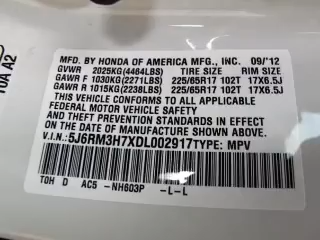 MFD. BY HONDA OF AMERICA MFG., INC. 09/12
GVWR 2025KG(4464LBS) TIRE SIZE RIM SIZE
GAWR F 1030KG(2271LBS) 225/65R17 102T 17X6.5J
GAWR R 1015KG(2238LBS) 225/65R17 102T 17X6.5J
THIS VEHICLE CONFORMS TO ALL APPLICABLE
FEDERAL MOTOR VEHICLE SAFETY AND
THEFT PREVENTION STANDARDS IN EFFECT ON
THE DATE OF MANUFACTURE SHOWN ABOVE.
V.I.N.: 5J6RM3H7XDL002917 TYPE: MPV
TOH D AC5 -NH603P -L-L
10A A2